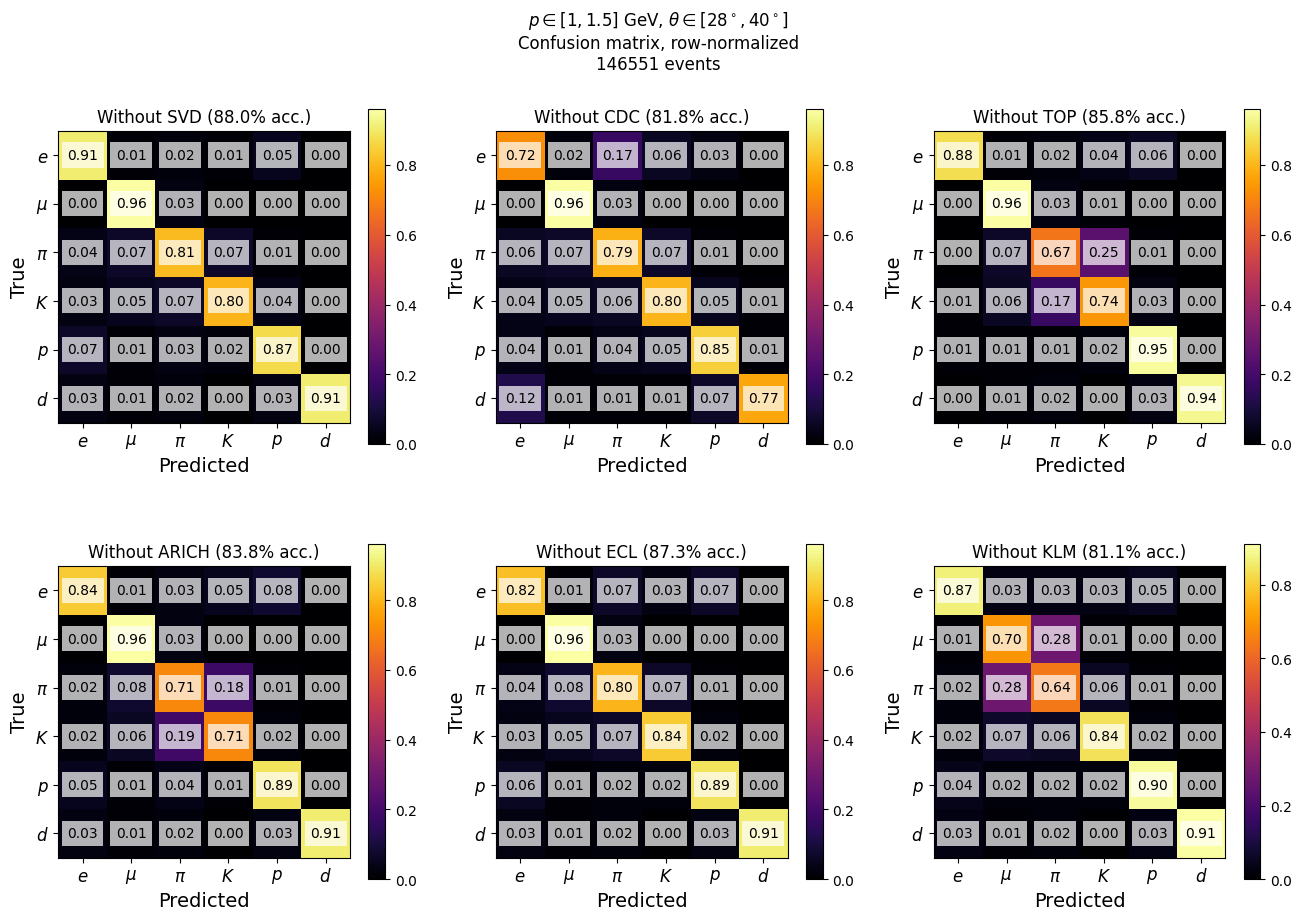 p ∈ [1, 1.5] GeV, θ ∈ [28°, 40°]
Confusion matrix, row-normalized
146551 events
Without SVD (88.0% acc.)
e 0.91 0.01 0.02 0.01 0.05 0.00
μ 0.00 0.96 0.03 0.00 0.00 0.00
π 0.04 0.07 0.81 0.07 0.01 0.00
K 0.03 0.05 0.07 0.80 0.04 0.00
p 0.07 0.01 0.03 0.02 0.87 0.00
d 0.03 0.01 0.02 0.00 0.03 0.91
e μ π K p d
Predicted
True
0.8
0.6
0.4
0.2
0.0
Without CDC (81.8% acc.)
e 0.72 0.02 0.17 0.06 0.03 0.00
μ 0.00 0.96 0.03 0.00 0.00 0.00
π 0.06 0.07 0.79 0.06 0.01 0.00
K 0.04 0.05 0.06 0.80 0.05 0.01
p 0.04 0.01 0.04 0.05 0.85 0.01
d 0.12 0.01 0.01 0.01 0.07 0.77
e μ π K p d
Predicted
True
0.8
0.6
0.4
0.2
0.0
Without TOP (85.8% acc.)
e 0.88 0.01 0.02 0.04 0.06 0.00
μ 0.00 0.96 0.03 0.01 0.00 0.00
π 0.00 0.07 0.67 0.25 0.01 0.00
K 0.01 0.06 0.17 0.74 0.03 0.00
p 0.01 0.01 0.01 0.02 0.95 0.00
d 0.00 0.01 0.02 0.00 0.03 0.94
e μ π K p d
Predicted
True
0.8
0.6
0.4
0.2
0.0
Without ARICH (83.8% acc.)
e 0.84 0.01 0.03 0.05 0.08 0.00
μ 0.00 0.96 0.03 0.00 0.00 0.00
π 0.02 0.08 0.71 0.18 0.01 0.00
K 0.02 0.06 0.19 0.71 0.02 0.00
p 0.05 0.01 0.04 0.01 0.89 0.00
d 0.03 0.01 0.02 0.00 0.03 0.91
e μ π K p d
Predicted
True
0.8
0.6
0.4
0.2
0.0
Without ECL (87.3% acc.)
e 0.82 0.01 0.07 0.03 0.07 0.00
μ 0.00 0.96 0.03 0.00 0.00 0.00
π 0.04 0.08 0.80 0.07 0.01 0.00
K 0.03 0.05 0.07 0.84 0.02 0.00
p 0.06 0.01 0.02 0.01 0.89 0.00
d 0.03 0.01 0.02 0.00 0.03 0.91
e μ π K p d
Predicted
True
0.8
0.6
0.4
0.2
0.0
Without KLM (81.1% acc.)
e 0.87 0.03 0.03 0.03 0.05 0.00
μ 0.01 0.70 0.28 0.01 0.00 0.00
π 0.02 0.28 0.64 0.06 0.01 0.00
K 0.02 0.07 0.06 0.84 0.02 0.00
p 0.04 0.02 0.02 0.02 0.90 0.00
d 0.03 0.01 0.02 0.00 0.03 0.91
e μ π K p d
Predicted
True
0.8
0.6
0.4
0.2
0.0